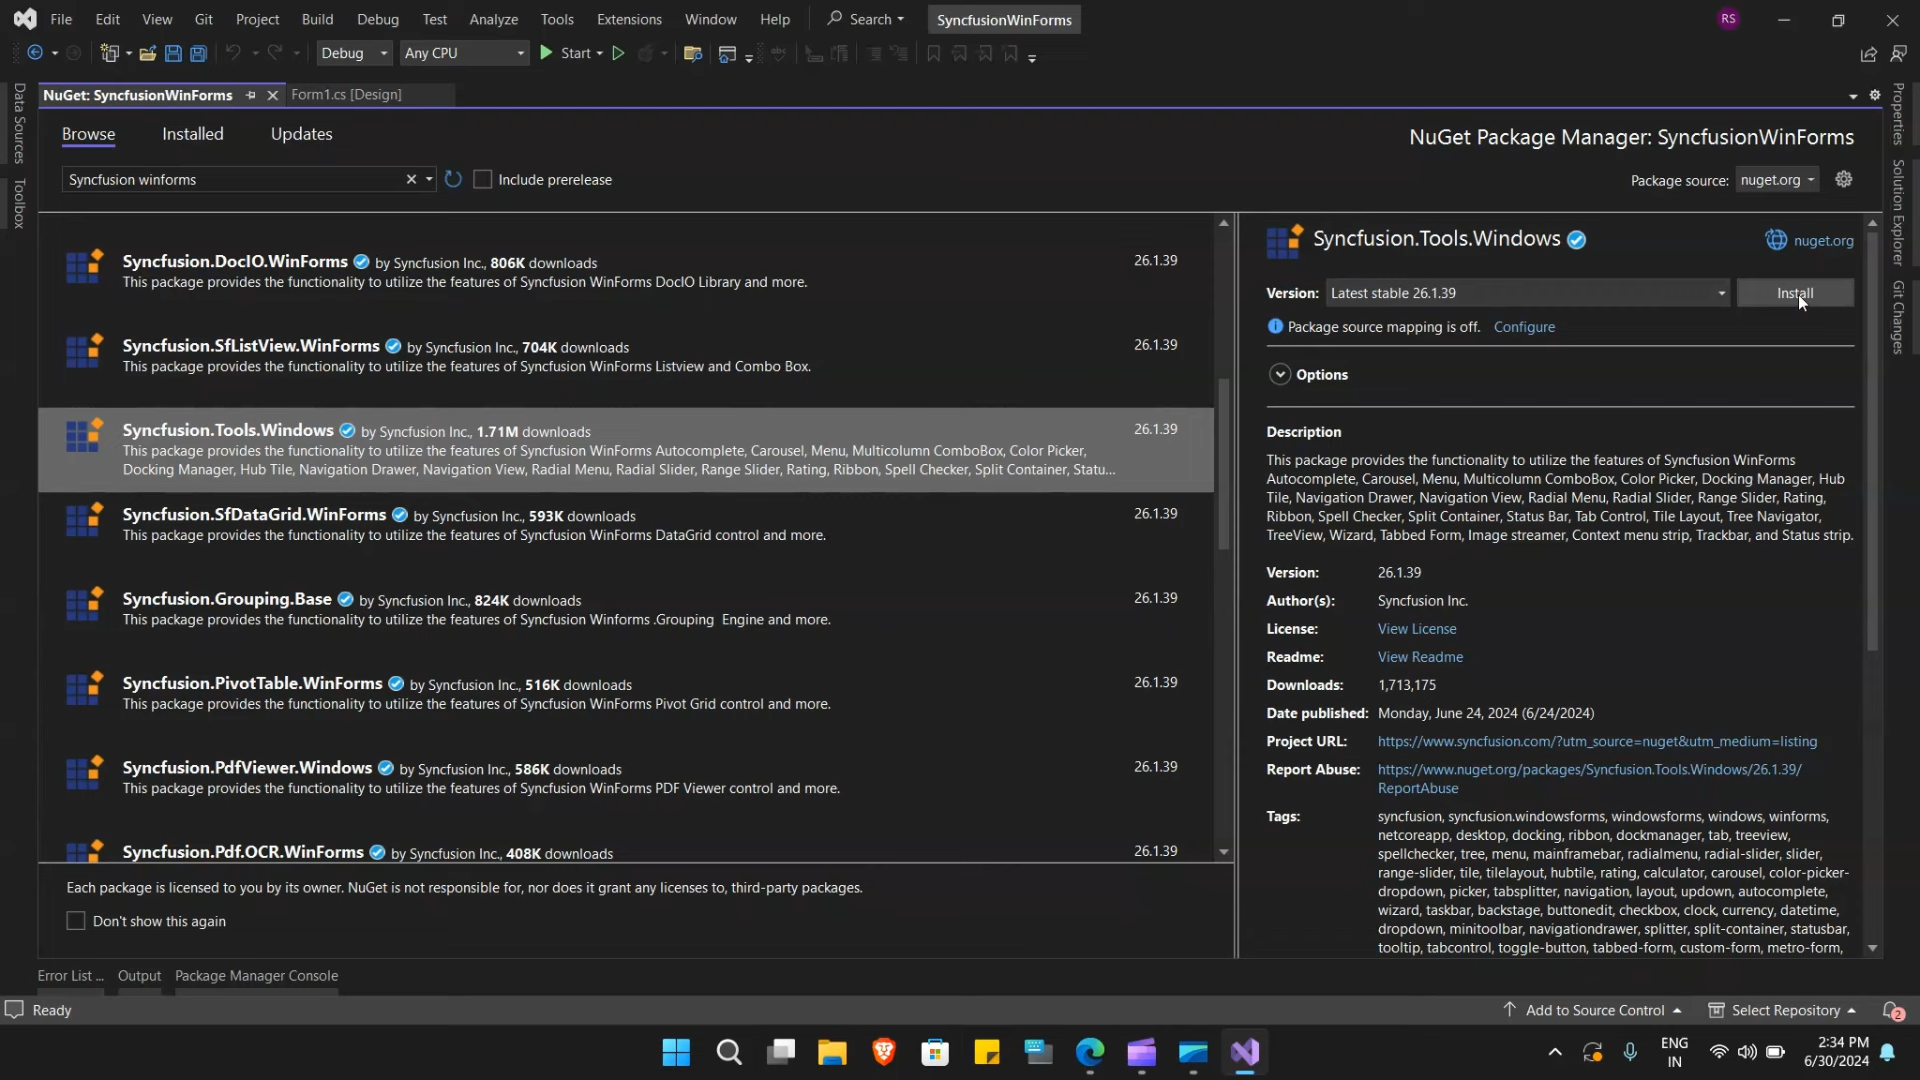 File Edit View Git Project Build Debug Test Analyze Tools Extensions Window Help Search SyncfusionWinForms RS
Debug Any CPU Start
NuGet: SyncfusionWinForms Form1.cs [Design]
Data Sources
Toolbox
Properties
Solution Explorer
Git Changes
Browse Installed Updates
NuGet Package Manager: SyncfusionWinForms
Syncfusion winforms Include prerelease
Package source: nuget.org
Syncfusion.DocIO.WinForms by Syncfusion Inc., 806K downloads 26.1.39
This package provides the functionality to utilize the features of Syncfusion WinForms DocIO Library and more.
Syncfusion.SfListView.WinForms by Syncfusion Inc., 704K downloads 26.1.39
This package provides the functionality to utilize the features of Syncfusion WinForms Listview and Combo Box.
Syncfusion.Tools.Windows by Syncfusion Inc., 1.71M downloads 26.1.39
This package provides the functionality to utilize the features of Syncfusion WinForms Autocomplete, Carousel, Menu, Multicolumn ComboBox, Color Picker,
Docking Manager, Hub Tile, Navigation Drawer, Navigation View, Radial Menu, Radial Slider, Range Slider, Rating, Ribbon, Spell Checker, Split Container, Statu...
Syncfusion.SfDataGrid.WinForms by Syncfusion Inc., 593K downloads 26.1.39
This package provides the functionality to utilize the features of Syncfusion WinForms DataGrid control and more.
Syncfusion.Grouping.Base by Syncfusion Inc., 824K downloads 26.1.39
This package provides the functionality to utilize the features of Syncfusion Winforms .Grouping Engine and more.
Syncfusion.PivotTable.WinForms by Syncfusion Inc., 516K downloads 26.1.39
This package provides the functionality to utilize the features of Syncfusion WinForms Pivot Grid control and more.
Syncfusion.PdfViewer.Windows by Syncfusion Inc., 586K downloads 26.1.39
This package provides the functionality to utilize the features of Syncfusion WinForms PDF Viewer control and more.
Syncfusion.Pdf.OCR.WinForms by Syncfusion Inc., 408K downloads 26.1.39
Each package is licensed to you by its owner. NuGet is not responsible for, nor does it grant any licenses to, third-party packages.
Don't show this again
Syncfusion.Tools.Windows nuget.org
Version: Latest stable 26.1.39 Install
Package source mapping is off. Configure
Options
Description
This package provides the functionality to utilize the features of Syncfusion WinForms
Autocomplete, Carousel, Menu, Multicolumn ComboBox, Color Picker, Docking Manager, Hub
Tile, Navigation Drawer, Navigation View, Radial Menu, Radial Slider, Range Slider, Rating,
Ribbon, Spell Checker, Split Container, Status Bar, Tab Control, Tile Layout, Tree Navigator,
TreeView, Wizard, Tabbed Form, Image streamer, Context menu strip, Trackbar, and Status strip.
Version: 26.1.39
Author(s): Syncfusion Inc.
License: View License
Readme: View Readme
Downloads: 1,713,175
Date published: Monday, June 24, 2024 (6/24/2024)
Project URL: https://www.syncfusion.com/?utm_source=nuget&utm_medium=listing
Report Abuse: https://www.nuget.org/packages/Syncfusion.Tools.Windows/26.1.39/
ReportAbuse
Tags: syncfusion, syncfusion.windowsforms, windowsforms, windows, winforms,
netcoreapp, desktop, docking, ribbon, dockmanager, tab, treeview,
spellchecker, tree, menu, mainframebar, radialmenu, radial-slider, slider,
range-slider, tile, tilelayout, hubtile, rating, calculator, carousel, color-picker-
dropdown, picker, tabsplitter, navigation, layout, updown, autocomplete,
wizard, taskbar, backstage, buttonedit, checkbox, clock, currency, datetime,
dropdown, minitoolbar, navigationdrawer, splitter, split-container, statusbar,
tooltip, tabcontrol, toggle-button, tabbed-form, custom-form, metro-form,
Error List ... Output Package Manager Console
Ready Add to Source Control Select Repository 2
ENG
IN
2:34 PM
6/30/2024